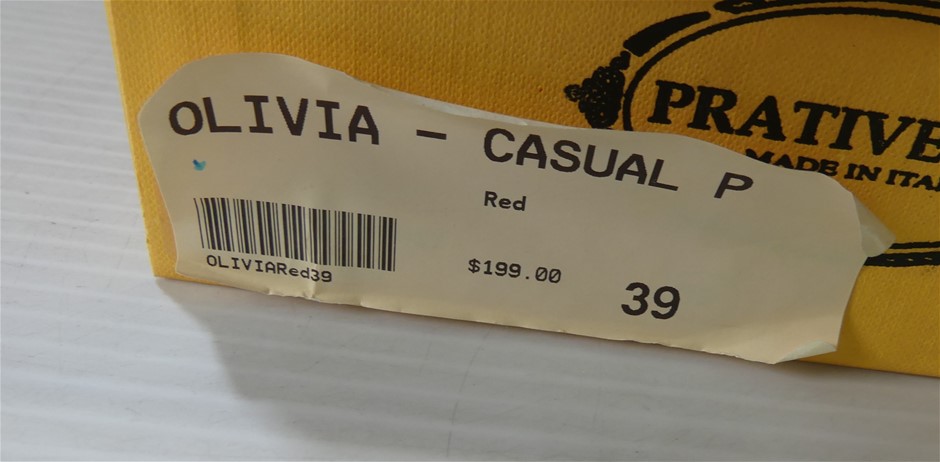 PRATIVE
MADE IN ITA
OLIVIA - CASUAL P
Red
OLIVIARed39
$199.00
39